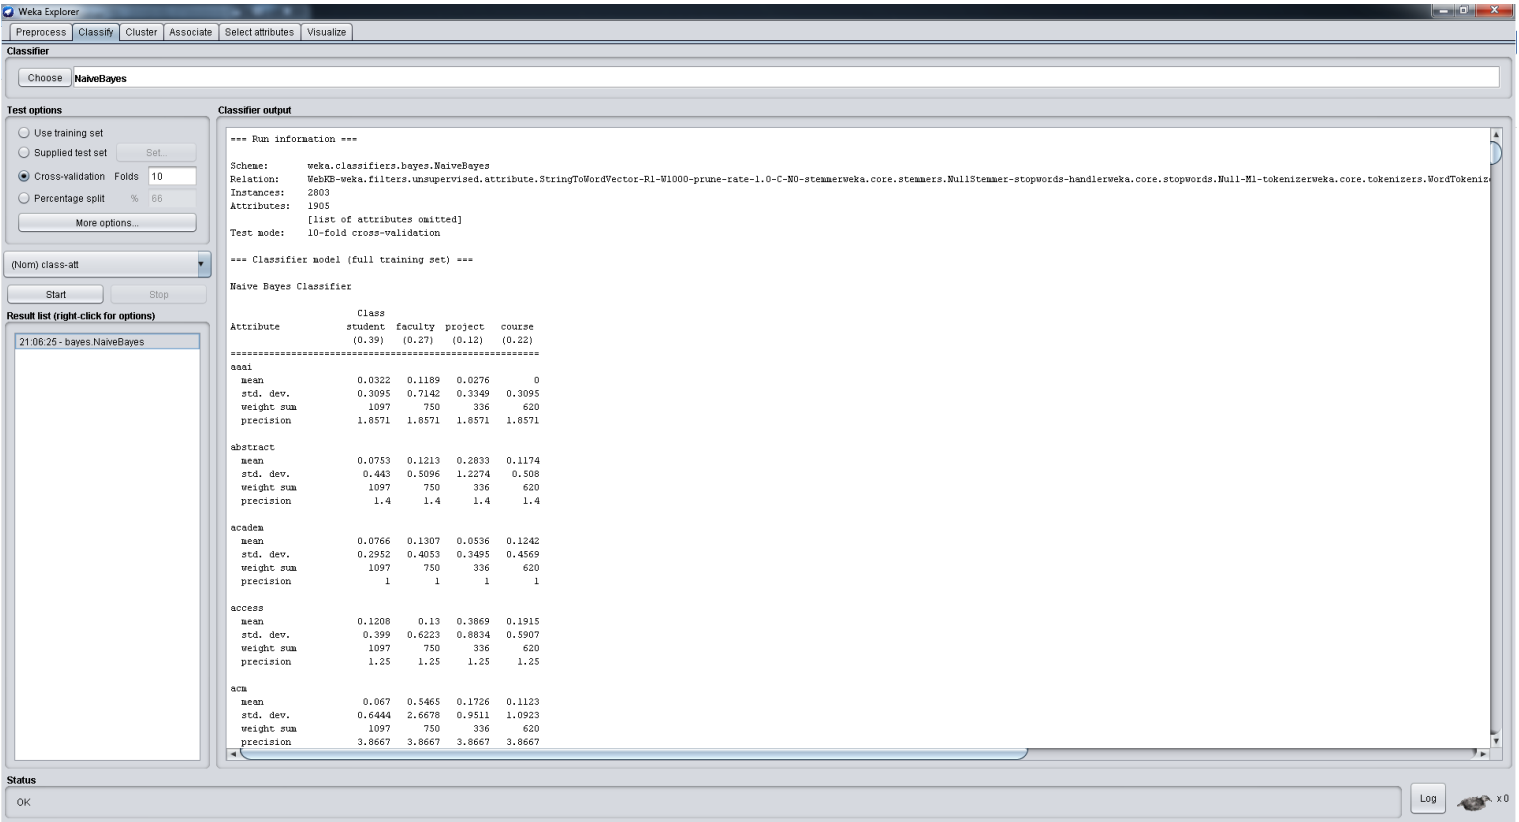 Weka Explorer
Preprocess Classify Cluster Associate Select attributes Visualize
Classifier
Choose NaiveBayes
Test options
Use training set
Supplied test set Set...
Cross-validation Folds 10
Percentage split % 66
More options...
(Nom) class-att
Start Stop
Result list (right-click for options)
21:06:25 - bayes.NaiveBayes
Classifier output
=== Run information ===
Scheme: weka.classifiers.bayes.NaiveBayes
Relation: WebKB-weka.filters.unsupervised.attribute.StringToWordVector-R1-W1000-prune-rate-1.0-C-N0-stemmerweka.core.stemmers.NullStemmer-stopwords-handlerweka.core.stopwords.Null-M1-tokenizerweka.core.tokenizers.WordTokeniz
Instances: 2803
Attributes: 1905
[list of attributes omitted]
Test mode: 10-fold cross-validation
=== Classifier model (full training set) ===
Naive Bayes Classifier
Class
Attribute student faculty project course
(0.39) (0.27) (0.12) (0.22)
========================================================
aaai
mean 0.0322 0.1189 0.0276 0
std. dev. 0.3095 0.7142 0.3349 0.3095
weight sum 1097 750 336 620
precision 1.8571 1.8571 1.8571 1.8571
abstract
mean 0.0753 0.1213 0.2833 0.1174
std. dev. 0.443 0.5096 1.2274 0.508
weight sum 1097 750 336 620
precision 1.4 1.4 1.4 1.4
academ
mean 0.0766 0.1307 0.0536 0.1242
std. dev. 0.2952 0.4053 0.3495 0.4569
weight sum 1097 750 336 620
precision 1 1 1 1
access
mean 0.1208 0.13 0.3869 0.1915
std. dev. 0.399 0.6223 0.8834 0.5907
weight sum 1097 750 336 620
precision 1.25 1.25 1.25 1.25
acm
mean 0.067 0.5465 0.1726 0.1123
std. dev. 0.6444 2.6678 0.9511 1.0923
weight sum 1097 750 336 620
precision 3.8667 3.8667 3.8667 3.8667
Status
OK
Log x 0